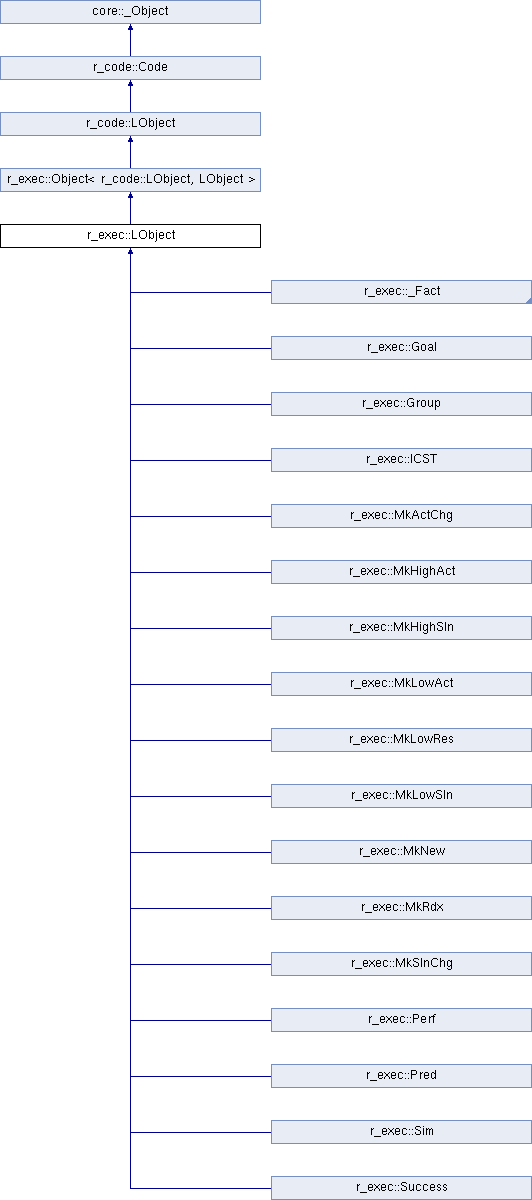 core::_Object
r_code::Code
r_code::LObject
r_exec::Object< r_code::LObject, LObject >
r_exec::LObject
r_exec::_Fact
r_exec::Goal
r_exec::Group
r_exec::ICST
r_exec::MkActChg
r_exec::MkHighAct
r_exec::MkHighSln
r_exec::MkLowAct
r_exec::MkLowRes
r_exec::MkLowSln
r_exec::MkNew
r_exec::MkRdx
r_exec::MkSlnChg
r_exec::Perf
r_exec::Pred
r_exec::Sim
r_exec::Success